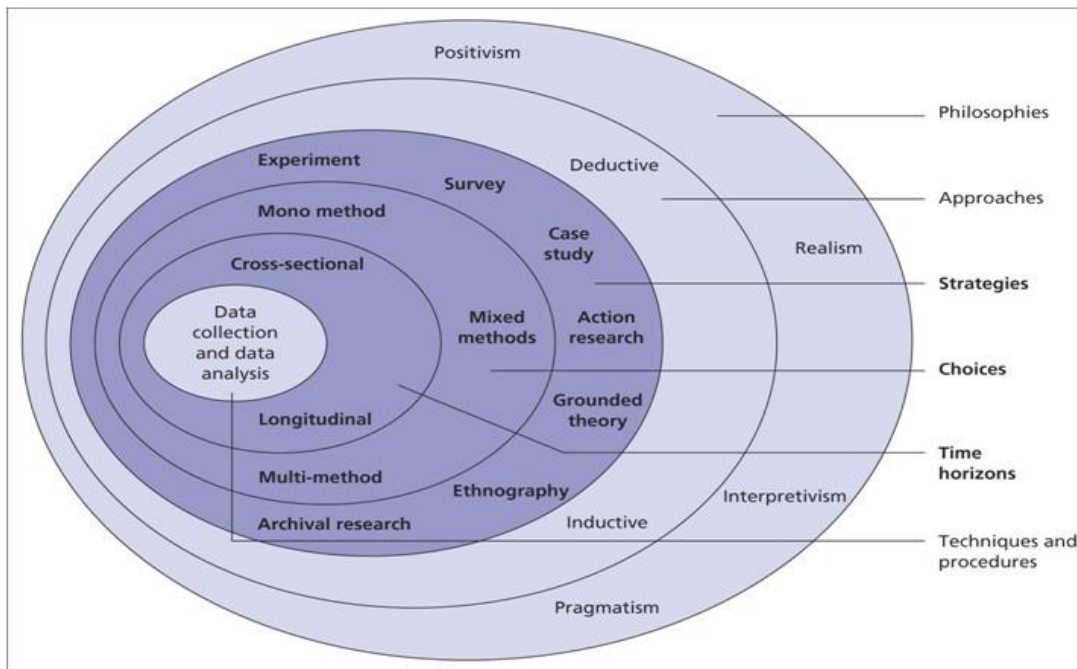 Positivism
Philosophies
Experiment
Deductive
Survey
Approaches
Mono method
Case
study
Realism
Cross-sectional
Strategies
Data
collection
and data
analysis
Mixed
methods
Action
research
Choices
Grounded
theory
Longitudinal
Time
horizons
Multi-method
Ethnography
Interpretivism
Archival research
Inductive
Techniques and
procedures
Pragmatism